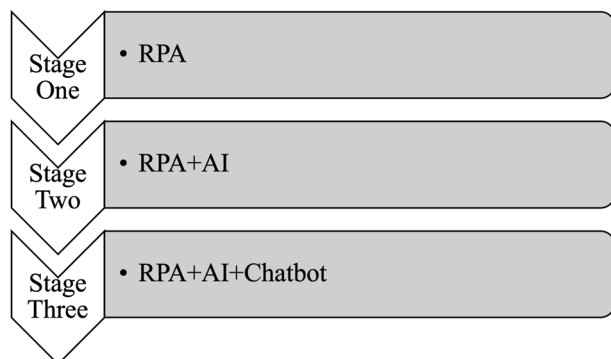 Stage
One
• RPA
Stage
Two
• RPA+AI
Stage
Three
• RPA+AI+Chatbot